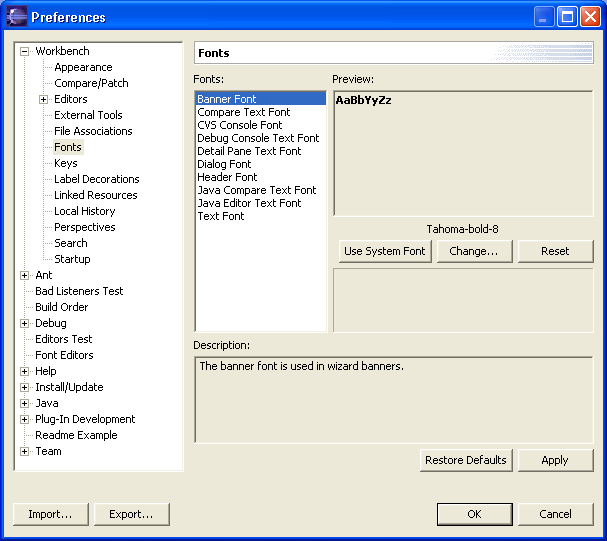 Preferences
Workbench
Appearance
Compare/Patch
Editors
External Tools
File Associations
Fonts
Keys
Label Decorations
Linked Resources
Local History
Perspectives
Search
Startup
Ant
Bad Listeners Test
Build Order
Debug
Editors Test
Font Editors
Help
Install/Update
Java
Plug-In Development
Readme Example
Team
Fonts
Fonts:
Banner Font
Compare Text Font
CVS Console Font
Debug Console Text Font
Detail Pane Text Font
Dialog Font
Header Font
Java Compare Text Font
Java Editor Text Font
Text Font
Preview:
AaBbYyZz
Tahoma-bold-8
Use System Font Change... Reset
Description:
The banner font is used in wizard banners.
Restore Defaults Apply
Import... Export... OK Cancel